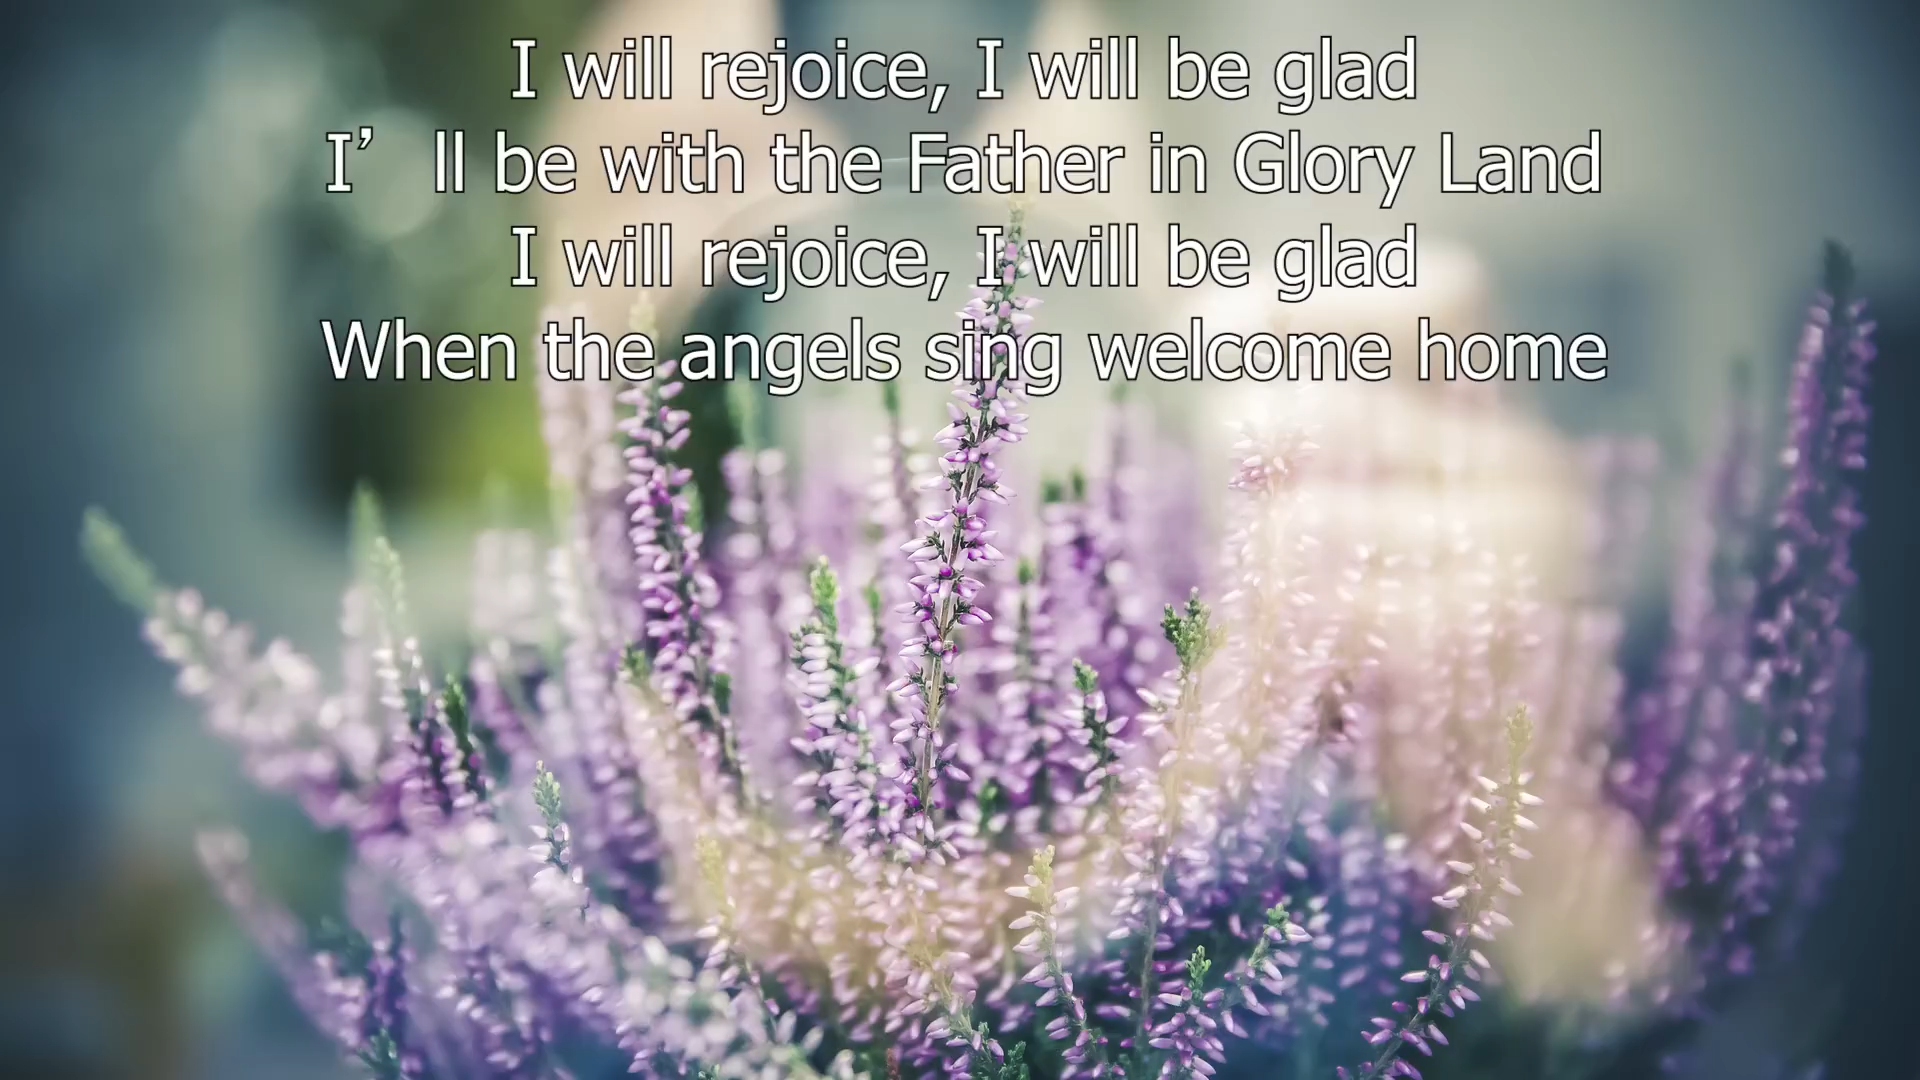 I will rejoice, I will be glad
I’ ll be with the Father in Glory Land
I will rejoice, I will be glad
When the angels sing welcome home